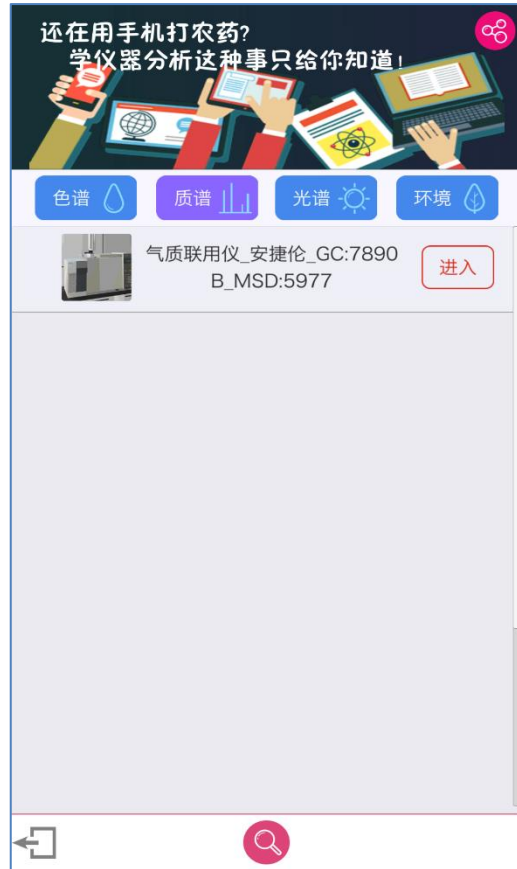 还在用手机打农药?
学仪器分析这种事只给你知道!
色谱
质谱
光谱
环境
气质联用仪_安捷伦_GC:7890
B_MSD:5977
进入